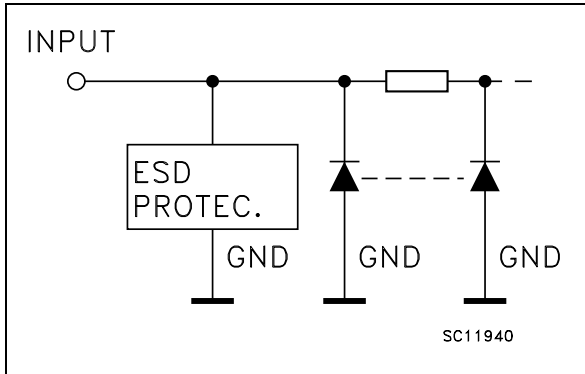 INPUT
ESD
PROTEC.
GND
GND
GND
SC11940